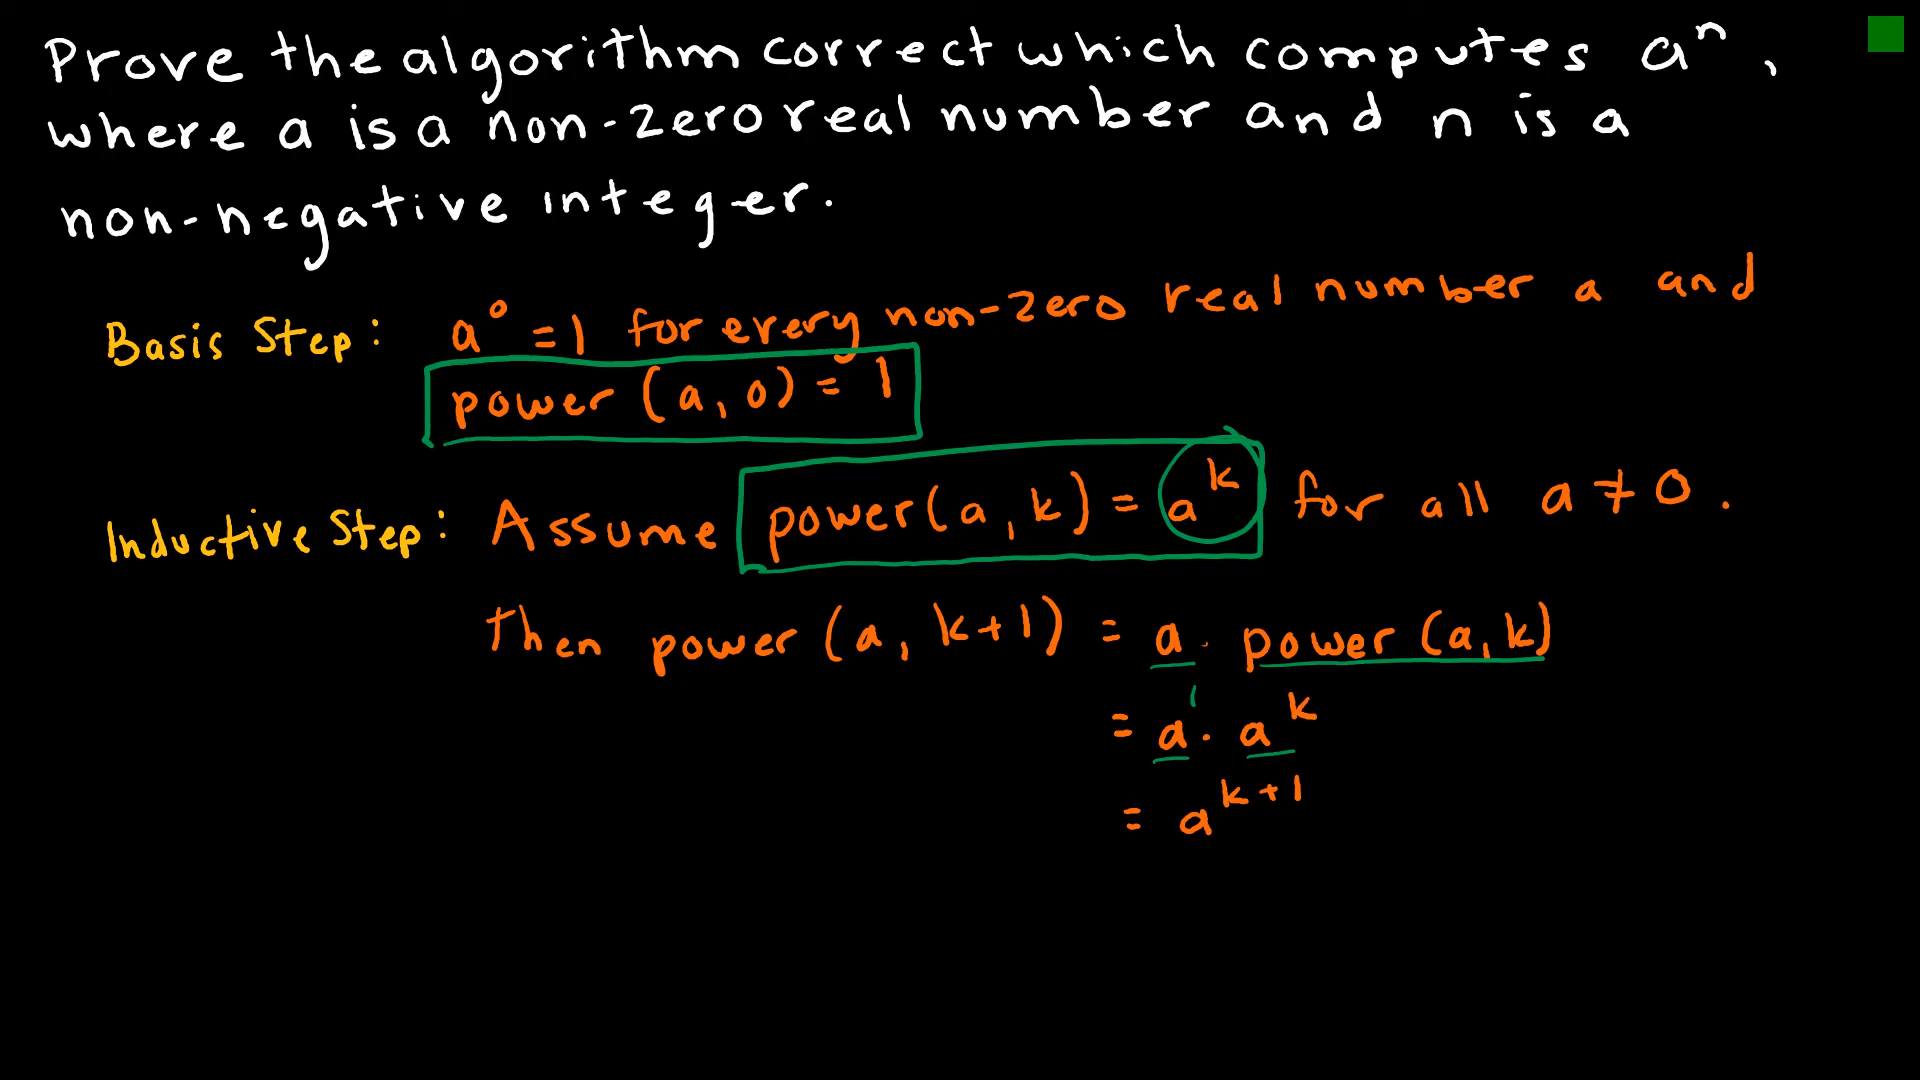 Prove the algorithm correct which computes aⁿ,
where a is a non-zero real number and n is a
non-negative integer.
Basis Step: a⁰ = 1 for every non-zero real number a and
power (a, 0) = 1
Inductive Step: Assume power(a, k) = aᵏ for all a ≠ 0.
then power (a, k+1) = a · power (a, k)
= a¹ · aᵏ
= aᵏ⁺¹